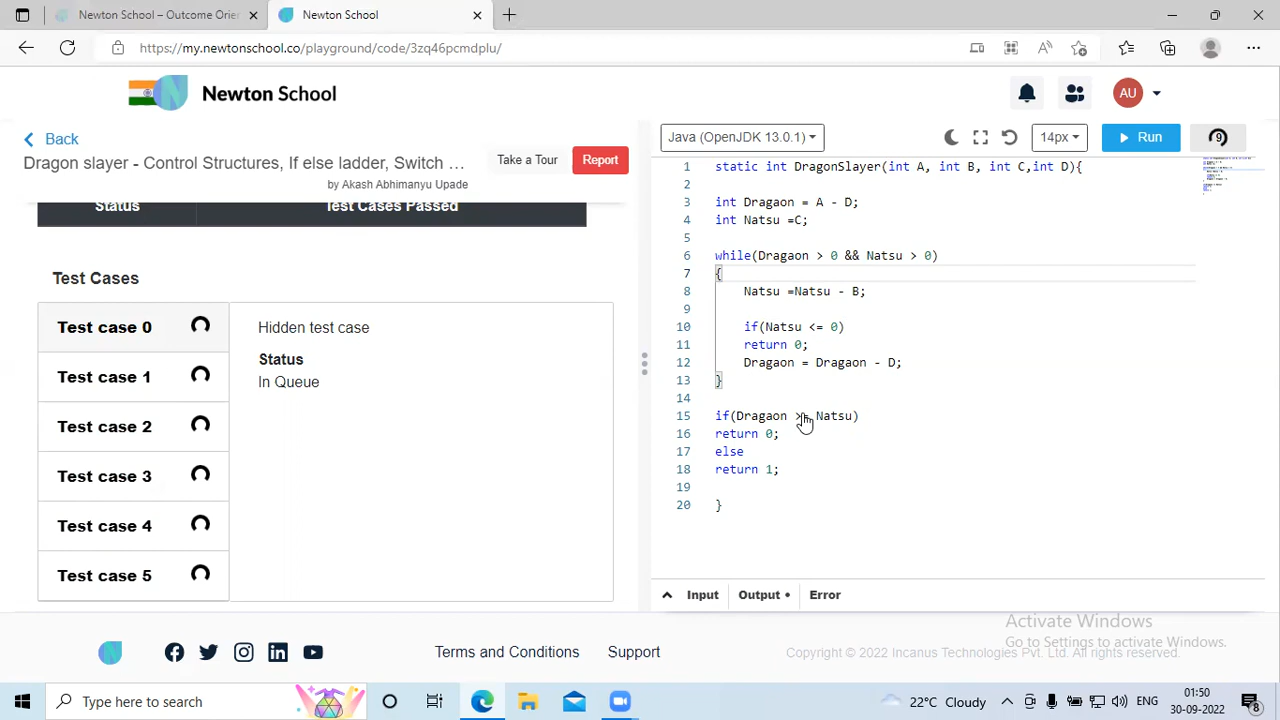 Newton School – Outcome Orie
Newton School
https://my.newtonschool.co/playground/code/3zq46pcmdplu/
Newton School
AU
Back
Dragon slayer - Control Structures, If else ladder, Switch ...
by Akash Abhimanyu Upade
Take a Tour
Report
Status Test Cases Passed
Test Cases
Test case 0
Test case 1
Test case 2
Test case 3
Test case 4
Test case 5
Hidden test case
Status
In Queue
Java (OpenJDK 13.0.1)
14px
Run
9
1 static int DragonSlayer(int A, int B, int C,int D){
2
3 int Dragaon = A - D;
4 int Natsu =C;
5
6 while(Dragaon > 0 && Natsu > 0)
7 {
8 Natsu =Natsu - B;
9
10 if(Natsu <= 0)
11 return 0;
12 Dragaon = Dragaon - D;
13 }
14
15 if(Dragaon Natsu)
16 return 0;
17 else
18 return 1;
19
20 }
Input
Output •
Error
Activate Windows
Go to Settings to activate Windows.
Terms and Conditions
Support
Copyright © 2022 Incanus Technologies Pvt. Ltd. All rights reserved.
Type here to search
22°C Cloudy
ENG
01:50
30-09-2022
8